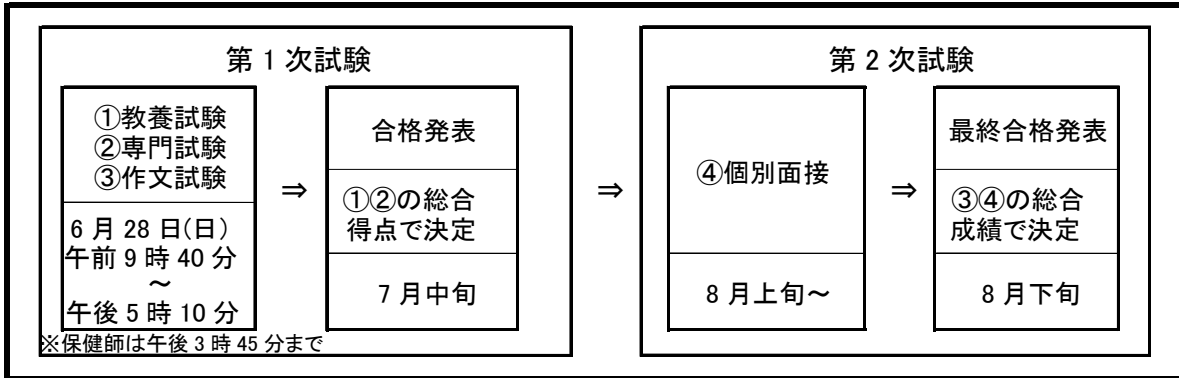 第1次試験
①教養試験
②専門試験
③作文試験
6月28日(日)
午前9時40分
～
午後5時10分
※保健師は午後3時45分まで
⇒
合格発表
①②の総合
得点で決定
7月中旬
⇒
第2次試験
④個別面接
8月上旬～
⇒
最終合格発表
③④の総合
成績で決定
8月下旬